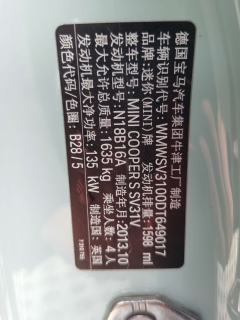 德国宝马汽车集团牛津工厂 制造
车辆识别代号: WMWSV3100DT649017
品牌: 迷你(MINI)牌 发动机排量: 1598 ml
整车型号: MINI COOPER S SV31V
发动机型号: N18B16A 制造年月: 2013.10
最大允许总质量: 1635 kg 乘坐人数: 4人
发动机最大净功率: 135 kW 制造国: 英国
颜色代号/色圈: B28/5